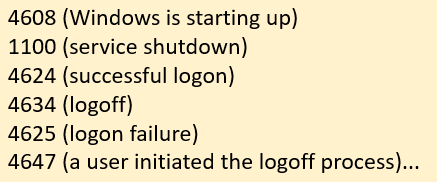 4608 (Windows is starting up)
1100 (service shutdown)
4624 (successful logon)
4634 (logoff)
4625 (logon failure)
4647 (a user initiated the logoff process)...